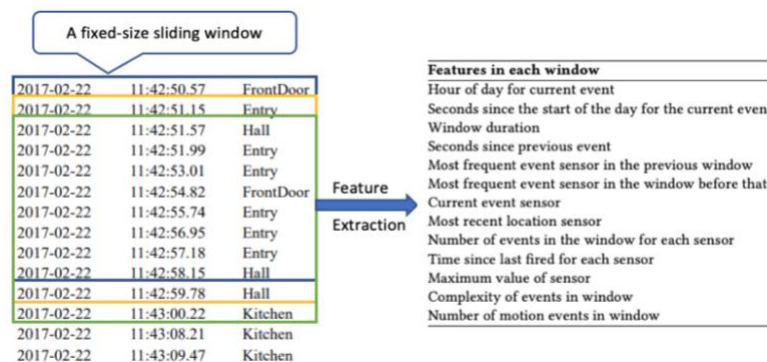 A fixed-size sliding window
2017-02-22 11:42:50.57 FrontDoor
2017-02-22 11:42:51.15 Entry
2017-02-22 11:42:51.57 Hall
2017-02-22 11:42:51.99 Entry
2017-02-22 11:42:53.01 Entry
2017-02-22 11:42:54.82 FrontDoor
2017-02-22 11:42:55.74 Entry
2017-02-22 11:42:56.95 Entry
2017-02-22 11:42:57.18 Entry
2017-02-22 11:42:58.15 Hall
2017-02-22 11:42:59.78 Hall
2017-02-22 11:43:00.22 Kitchen
2017-02-22 11:43:08.21 Kitchen
2017-02-22 11:43:09.47 Kitchen
Feature
Extraction
Features in each window
Hour of day for current event
Seconds since the start of the day for the current even
Window duration
Seconds since previous event
Most frequent event sensor in the previous window
Most frequent event sensor in the window before that
Current event sensor
Most recent location sensor
Number of events in the window for each sensor
Time since last fired for each sensor
Maximum value of sensor
Complexity of events in window
Number of motion events in window